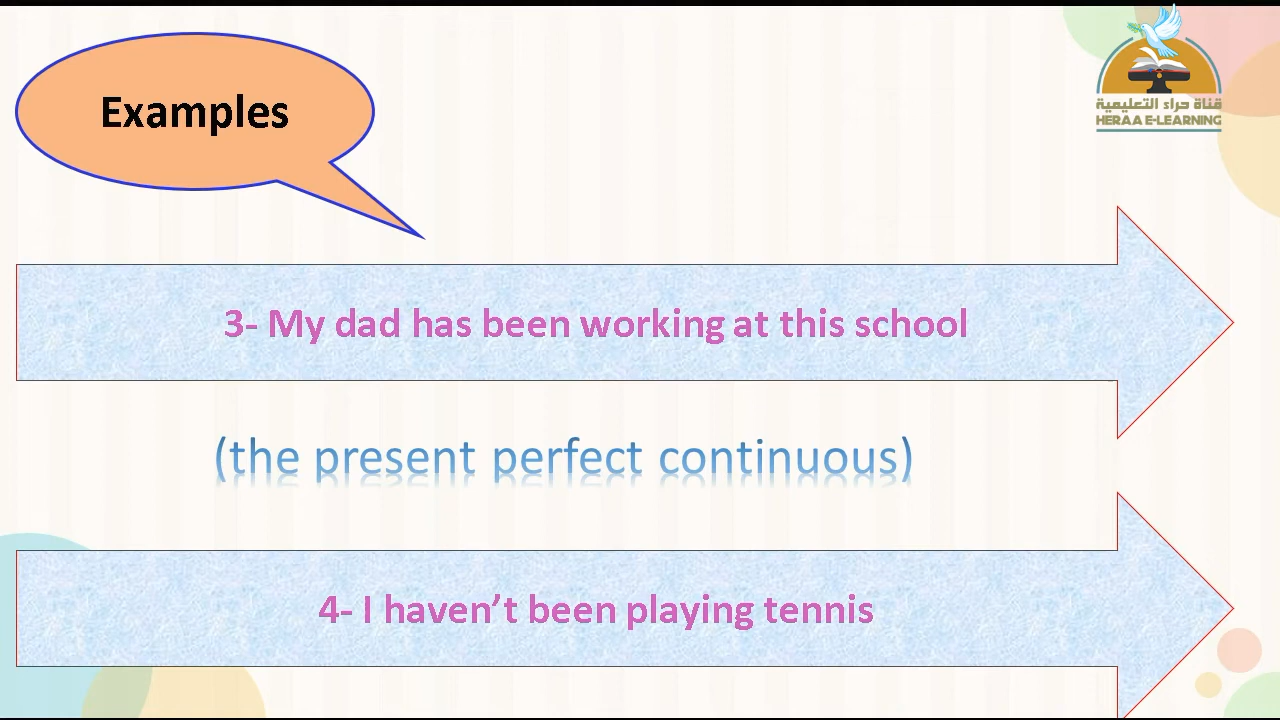 Examples
قناة حراء التعليمية
HERAA E-LEARNING
3- My dad has been working at this school
(the present perfect continuous)
4- I haven’t been playing tennis